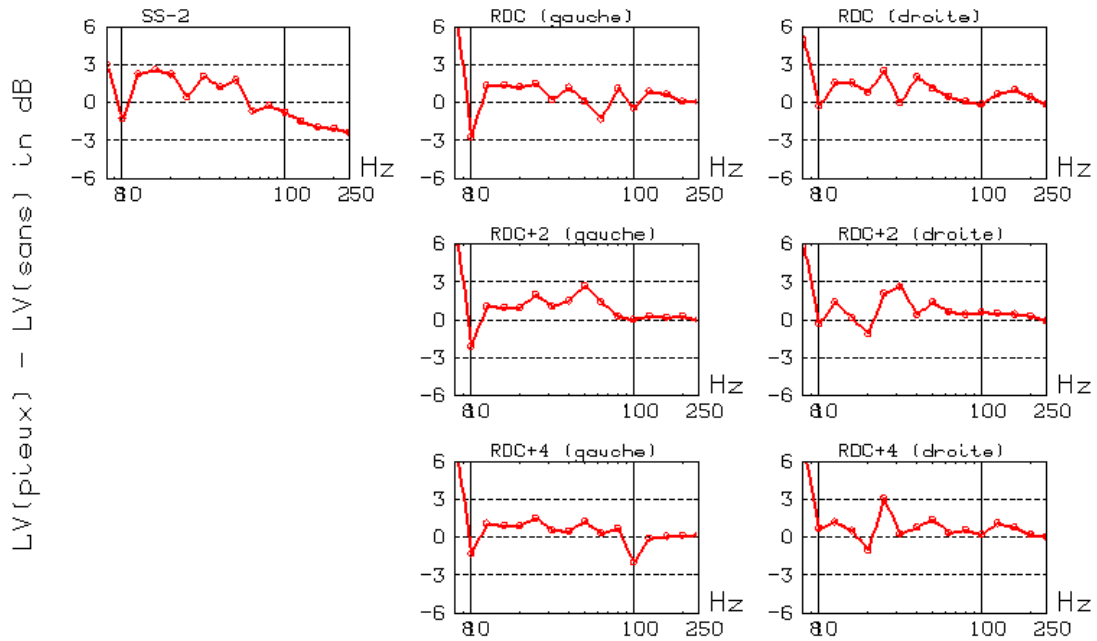 LV(pieux) - LV(sans) in dB
SS-2
6
3
0
-3
-6
Hz
8 10 100 250
RDC (gauche)
6
3
0
-3
-6
Hz
8 10 100 250
RDC (droite)
6
3
0
-3
-6
Hz
8 10 100 250
RDC+2 (gauche)
6
3
0
-3
-6
Hz
8 10 100 250
RDC+2 (droite)
6
3
0
-3
-6
Hz
8 10 100 250
RDC+4 (gauche)
6
3
0
-3
-6
Hz
8 10 100 250
RDC+4 (droite)
6
3
0
-3
-6
Hz
8 10 100 250